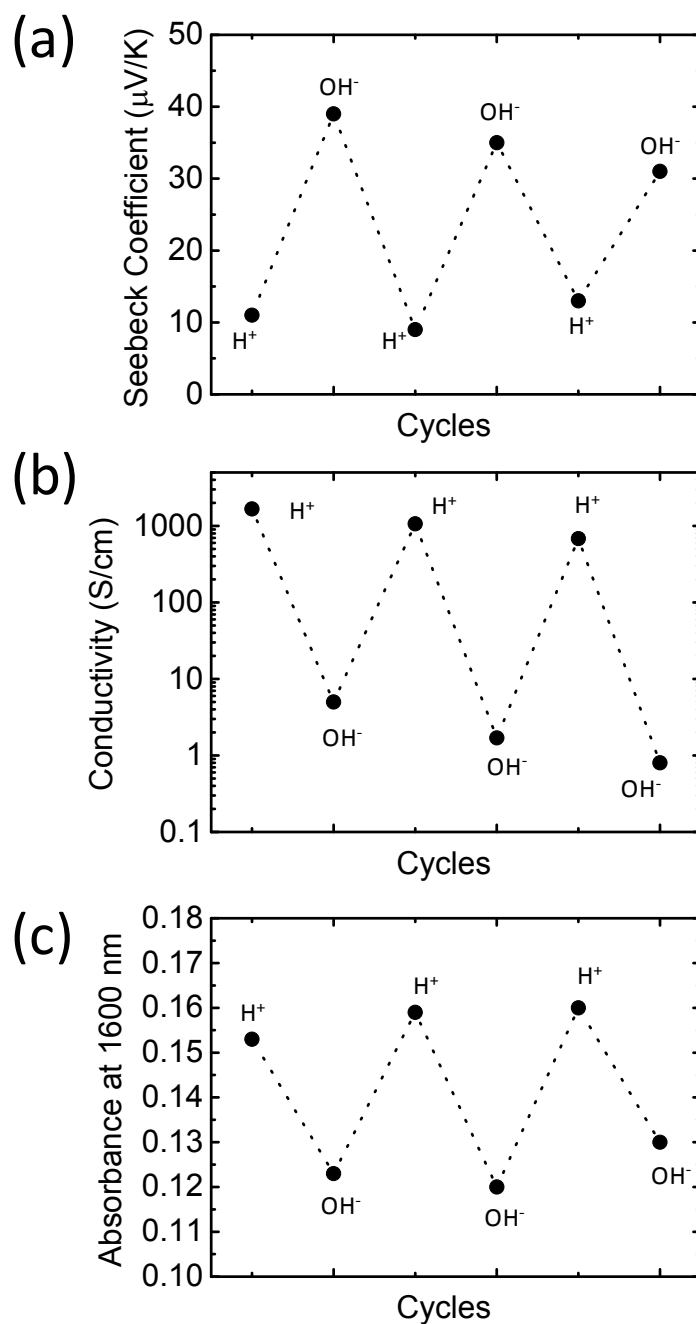 (a)
Seebeck Coefficient (μV/K)
50
40
30
20
10
0
H⁺
OH⁻
H⁺
OH⁻
H⁺
OH⁻
Cycles
(b)
Conductivity (S/cm)
1000
100
10
1
0.1
H⁺
OH⁻
H⁺
OH⁻
H⁺
OH⁻
Cycles
(c)
Absorbance at 1600 nm
0.18
0.17
0.16
0.15
0.14
0.13
0.12
0.11
0.10
H⁺
OH⁻
H⁺
OH⁻
H⁺
OH⁻
Cycles